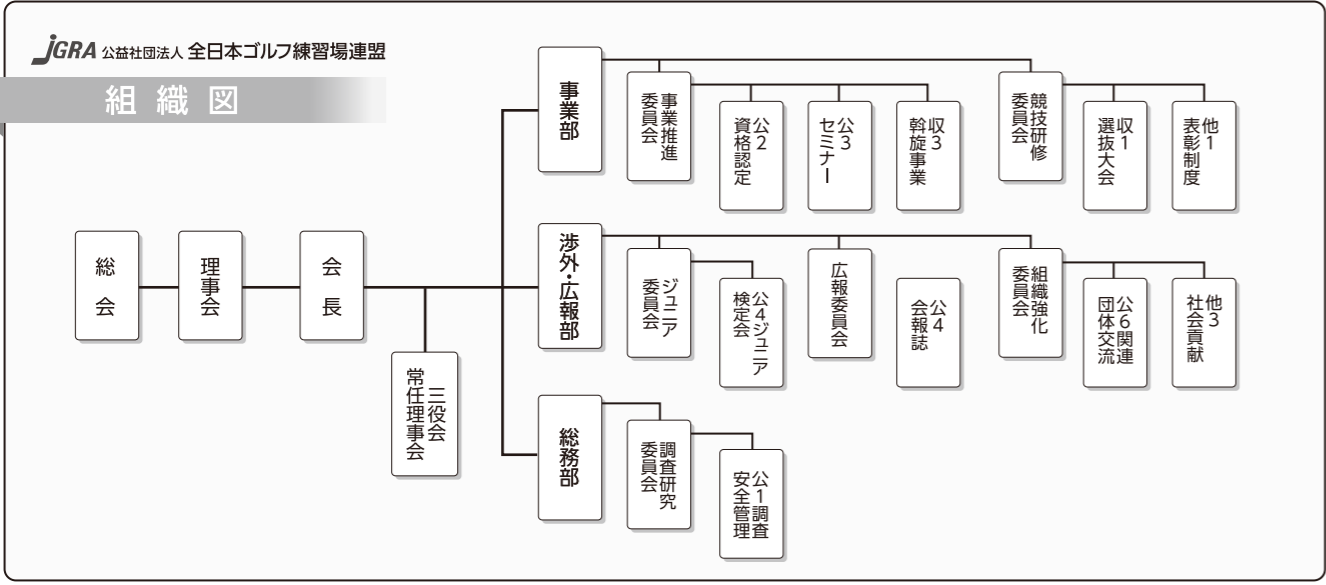 jGRA 公益社団法人 全日本ゴルフ練習場連盟
組織図
総会
理事会
会長
三役会
常任理事会
事業部
事業推進
委員会
公2
資格認定
公3
セミナー
収3
斡旋事業
競技研修
委員会
収1
選抜大会
他1
表彰制度
渉外・広報部
ジュニア
委員会
公4ジュニア
検定会
広報委員会
公4
会報誌
組織強化
委員会
公6関連
団体交流
他3
社会貢献
総務部
調査研究
委員会
公1調査
安全管理